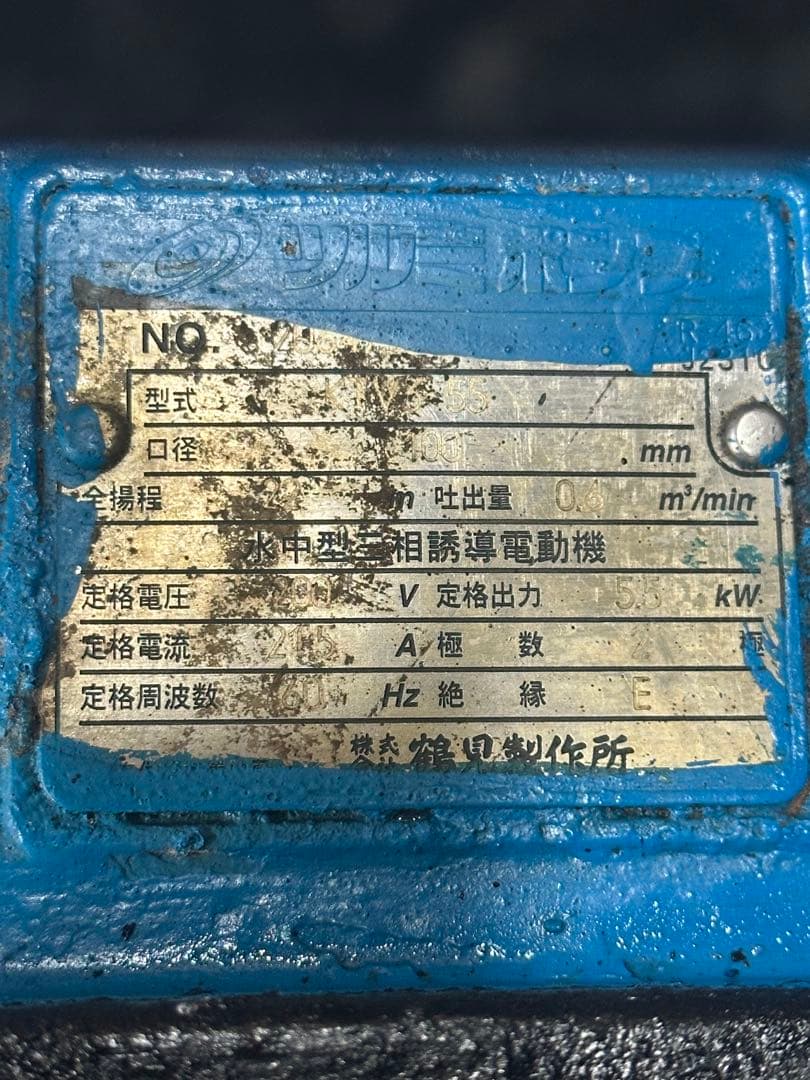 ツルミポンプ
NO. 2
型式 K V 55
口径 100 mm
全揚程 m 吐出量 0.4 m³/min
水中型三相誘導電動機
定格電圧 200 V 定格出力 5.5 kW
定格電流 21.5 A 極数 2 極
定格周波数 60 Hz 絶縁 E
株式会社 鶴見製作所